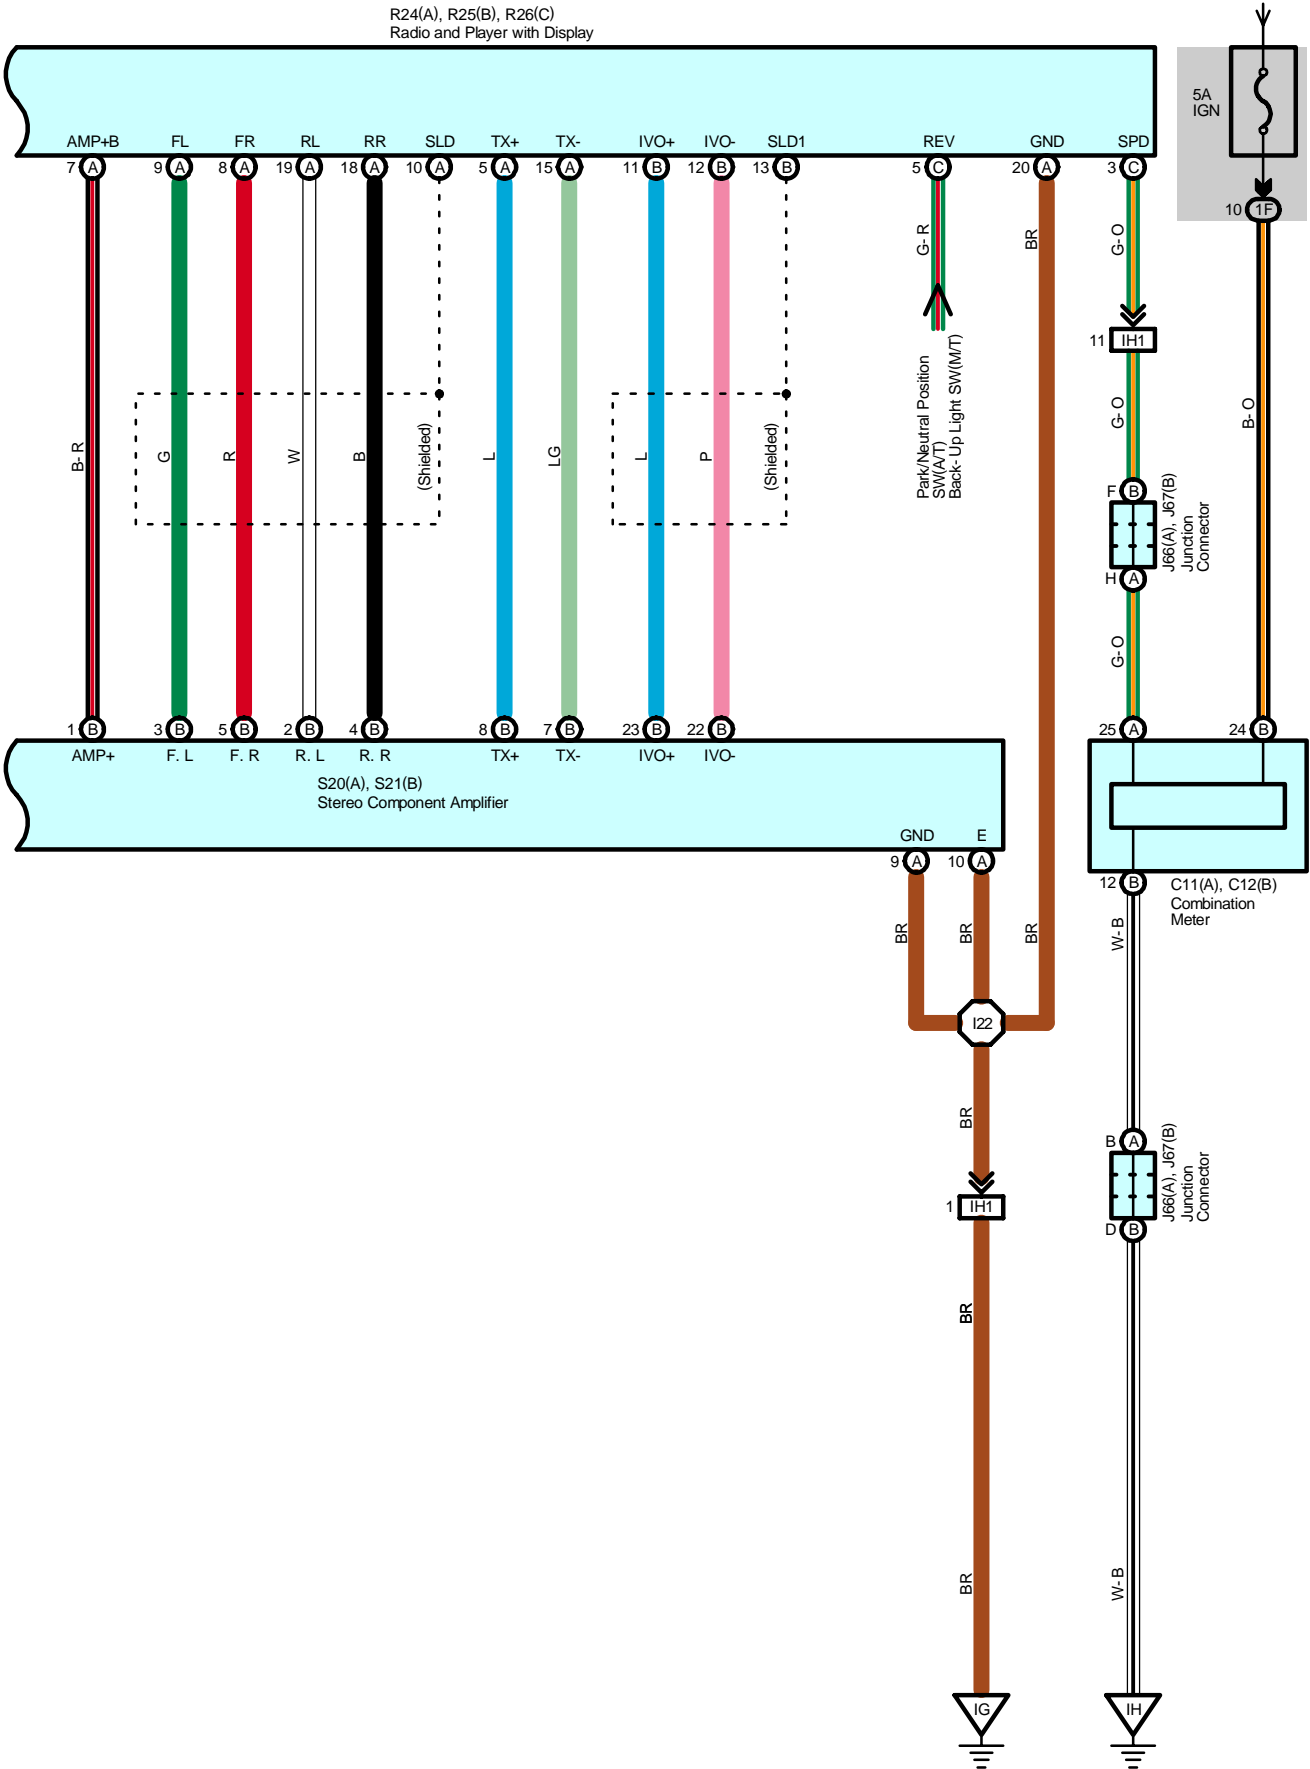 R24(A), R25(B), R26(C)
Radio and Player with Display
5A
IGN
AMP+B FL FR RL RR SLD TX+ TX- IVO+ IVO- SLD1 REV GND SPD
7 A 9 A 8 A 19 A 18 A 10 A 5 A 15 A 11 B 12 B 13 B 5 C 20 A 3 C
10 1F
G- R
BR
G- O
11 IH1
Park/Neutral Position
SW(A/T)
Back- Up Light SW(M/T)
B- R
G
R
W
B
(Shielded)
L
LG
L
P
(Shielded)
G- O
B- O
F B
J66(A), J67(B)
Junction
Connector
H A
G- O
1 B 3 B 5 B 2 B 4 B 8 B 7 B 23 B 22 B 25 A 24 B
AMP+ F. L F. R R. L R. R TX+ TX- IVO+ IVO-
S20(A), S21(B)
Stereo Component Amplifier
GND E
9 A 10 A
12 B
C11(A), C12(B)
Combination
Meter
BR
BR
BR
W- B
I22
BR
B A
J66(A), J67(B)
Junction
Connector
D B
1 IH1
BR
BR
W- B
IG IH